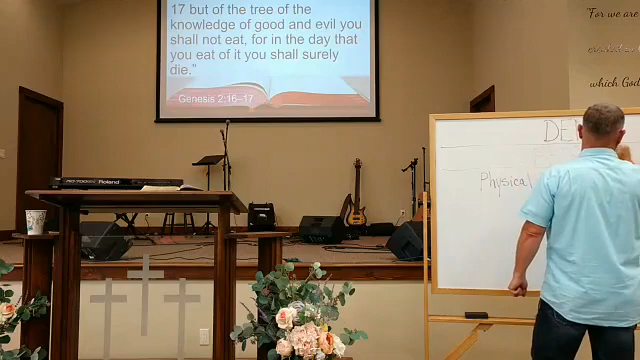 17 but of the tree of the
knowledge of good and evil you
shall not eat, for in the day that
you eat of it you shall surely
die."
Genesis 2:16–17
"For we are
created
which God
DE
Physical
Roland